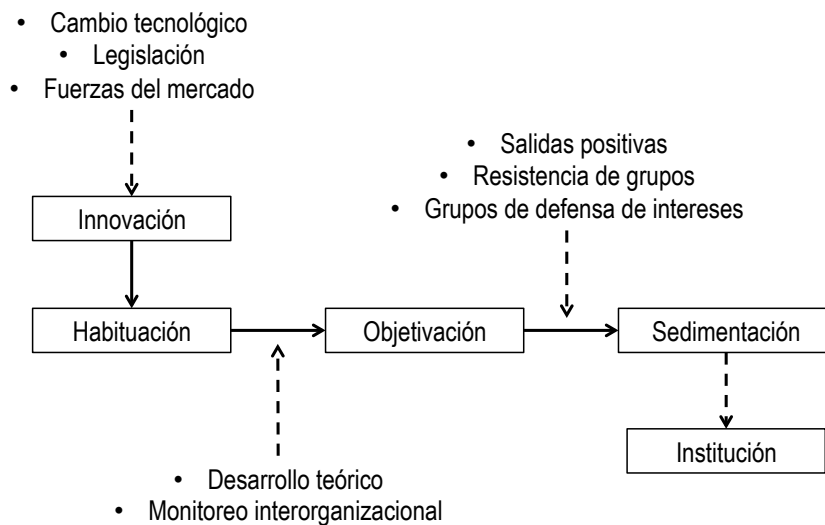 • Cambio tecnológico
• Legislación
• Fuerzas del mercado
• Salidas positivas
• Resistencia de grupos
• Grupos de defensa de intereses
Innovación
Habituación
Objetivación
Sedimentación
Institución
• Desarrollo teórico
• Monitoreo interorganizacional